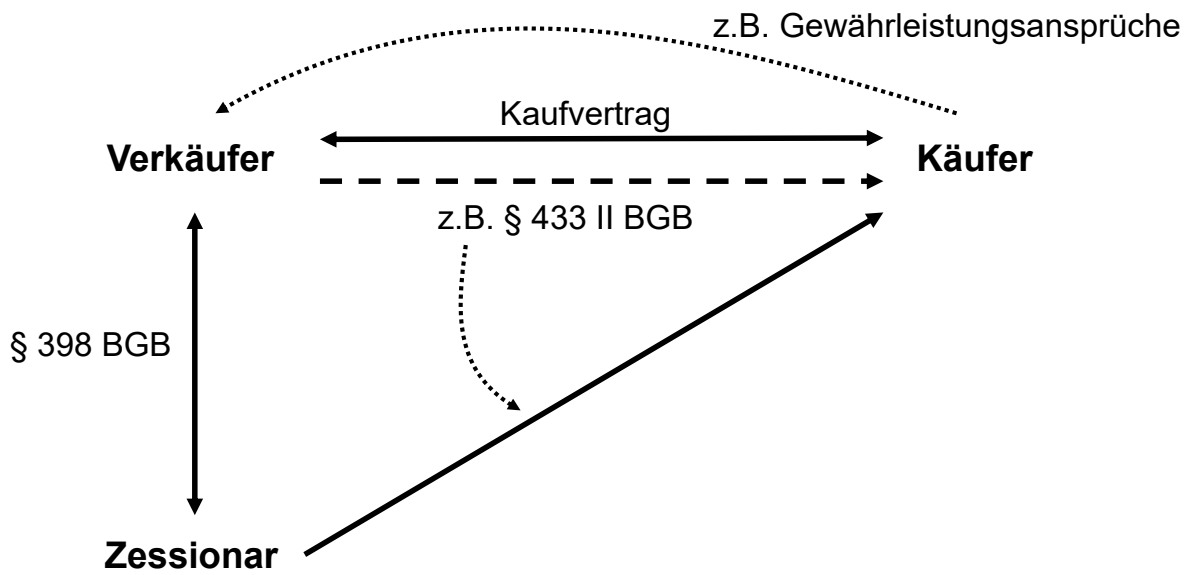 z.B. Gewährleistungsansprüche
Kaufvertrag
Verkäufer
Käufer
z.B. § 433 II BGB
§ 398 BGB
Zessionar